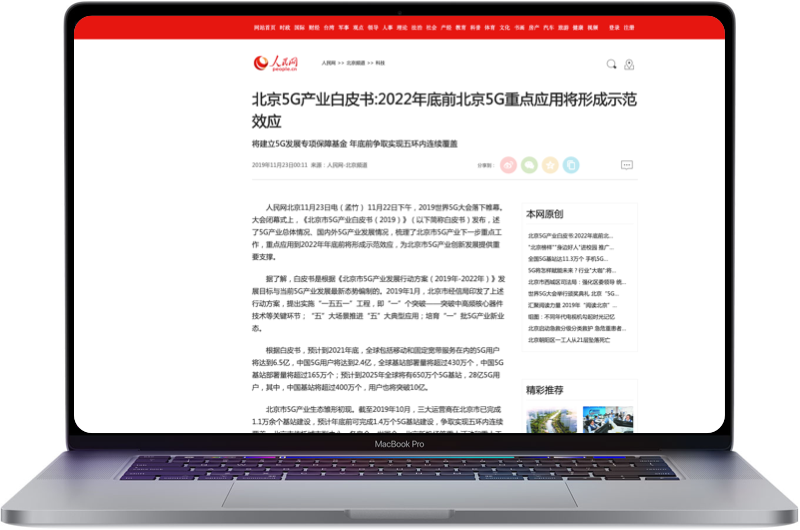 网站首页 时政 国际 财经 台湾 军事 观点 领导 人事 理论 法治 社会 产经 教育 科普 体育 文化 书画 房产 汽车 旅游 健康 视频 登录 注册
人民网
people.cn
人民网 >> 北京频道 >> 科技
北京5G产业白皮书:2022年底前北京5G重点应用将形成示范
效应
将建立5G发展专项保障基金 年底前争取实现五环内连续覆盖
2019年11月23日00:11 来源：人民网-北京频道
分享到：
人民网北京11月23日电（孟竹） 11月22日下午，2019世界5G大会落下帷幕。
大会闭幕式上，《北京市5G产业白皮书（2019）》（以下简称白皮书）发布，述
了5G产业总体情况、国内外5G产业发展情况，梳理了北京市5G产业下一步重点工
作，重点应用到2022年年底前将形成示范效应，为北京市5G产业创新发展提供重
要支撑。
据了解，白皮书是根据《北京市5G产业发展行动方案（2019年-2022年）》发
展目标与当前5G产业发展最新态势编制的。2019年1月，北京市经信局印发了上述
行动方案，提出实施“一五五一”工程，即“一”个突破——突破中高频核心器件
技术等关键环节；“五”大场景推进“五”大典型应用；培育“一”批5G产业新业
态。
根据白皮书，预计到2021年底，全球包括移动和固定宽带服务在内的5G用户
将达到6.5亿，中国5G用户将达到2.4亿，全球基站部署量将超过430万个，中国5G
基站部署量将超过165万个；预计到2025年全球将有650万个5G基站，28亿5G用
户，其中，中国基站将超过400万个，用户也将突破10亿。
北京市5G产业生态雏形初现。截至2019年10月，三大运营商在北京市已完成
1.1万余个基站建设，预计年底前可完成1.4万个5G基站建设，争取实现五环内连续
本网原创
北京5G产业白皮书:2022年底前北...
“北京榜样”“身边好人”进校园 推广...
全国5G基站达11.3万个 手机5G...
5G将怎样赋能未来？行业“大咖”将...
北京市西城区司法局：强化区委领导 统...
世界5G大会举行颁奖典礼 北京“5G...
汇聚阅读力量 2019年“阅读北京”...
组图：不同年代电视机勾起时光记忆
北京启动急救分级分类救护 急危重患者...
北京朝阳区一工人从21层坠落死亡
精彩推荐
MacBook Pro